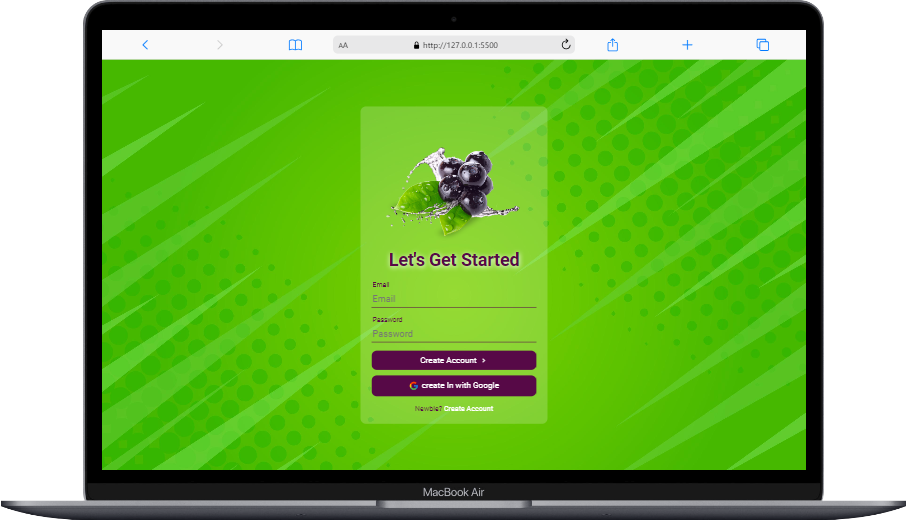 AA http://127.0.0.1:5500
Let's Get Started
Email
Email
Password
Password
Create Account >
create In with Google
Newbie? Create Account
MacBook Air